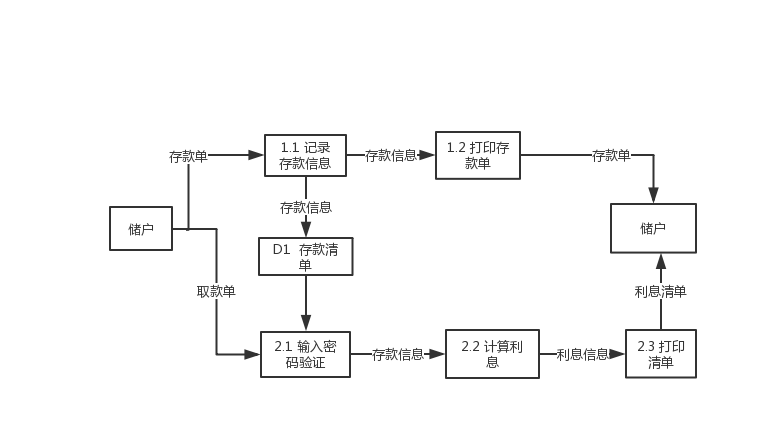 1.1 记录
存款信息
1.2 打印存
款单
存款单
存款信息
存款单
存款信息
储户
储户
D1 存款清
单
取款单
利息清单
2.1 输入密
码验证
存款信息
2.2 计算利
息
利息信息
2.3 打印
清单